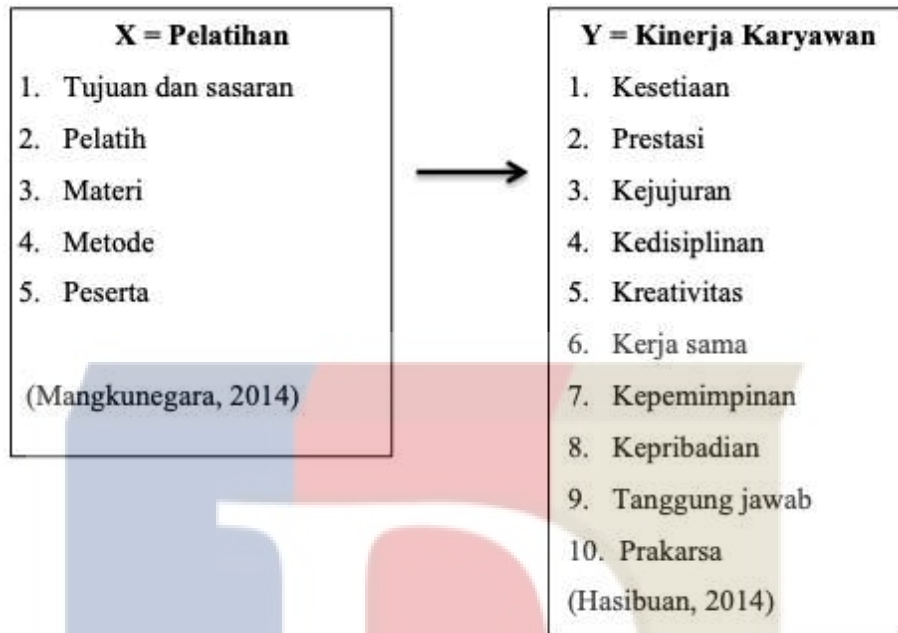 X = Pelatihan
1. Tujuan dan sasaran
2. Pelatih
3. Materi
4. Metode
5. Peserta
(Mangkunegara, 2014)
Y = Kinerja Karyawan
1. Kesetiaan
2. Prestasi
3. Kejujuran
4. Kedisiplinan
5. Kreativitas
6. Kerja sama
7. Kepemimpinan
8. Kepribadian
9. Tanggung jawab
10. Prakarsa
(Hasibuan, 2014)